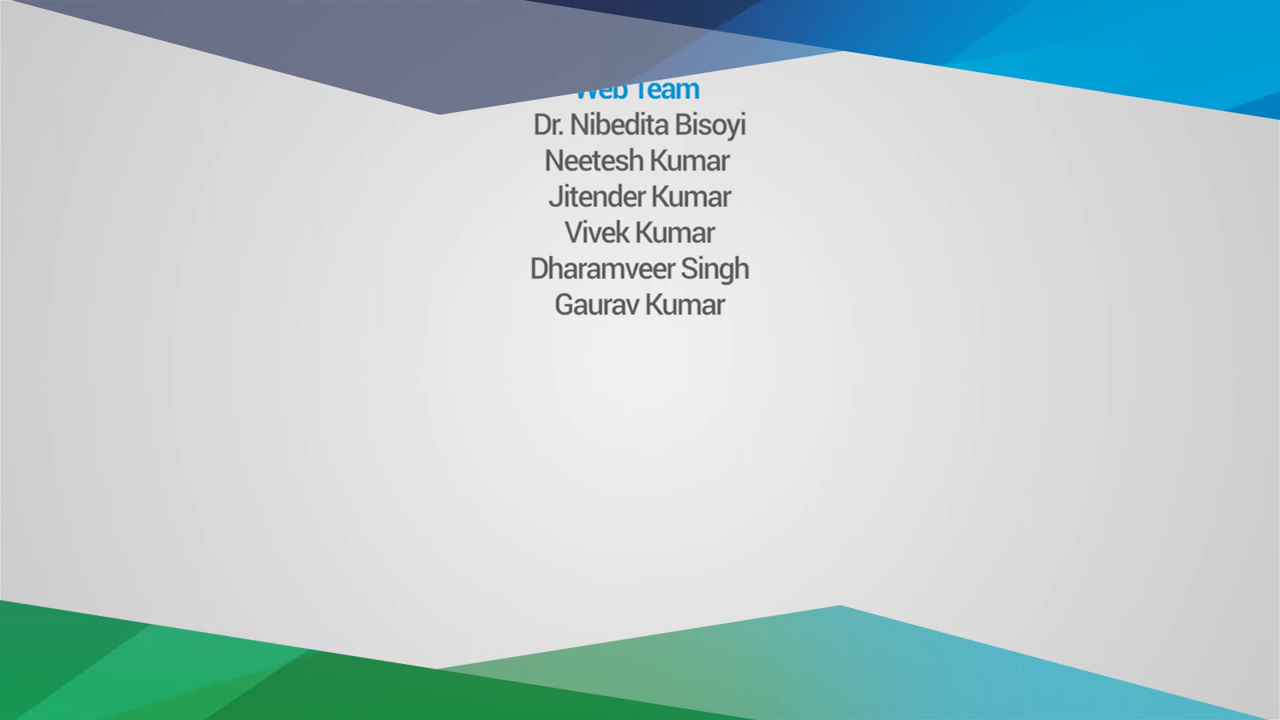 Web Team
Dr. Nibedita Bisoyi
Neetesh Kumar
Jitender Kumar
Vivek Kumar
Dharamveer Singh
Gaurav Kumar